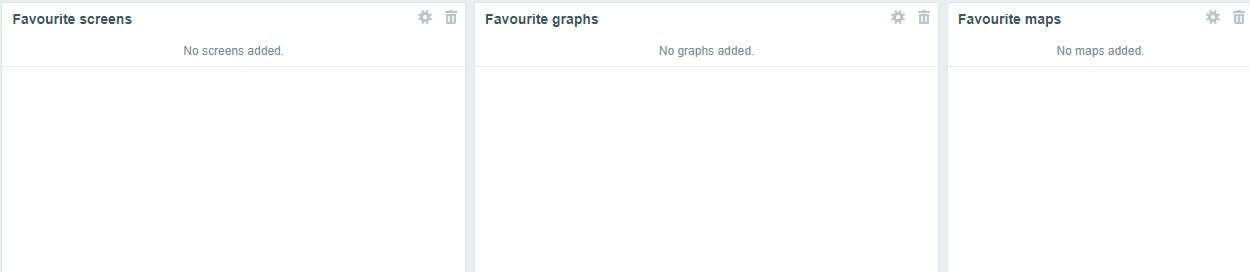 Favourite screens
No screens added.
Favourite graphs
No graphs added.
Favourite maps
No maps added.